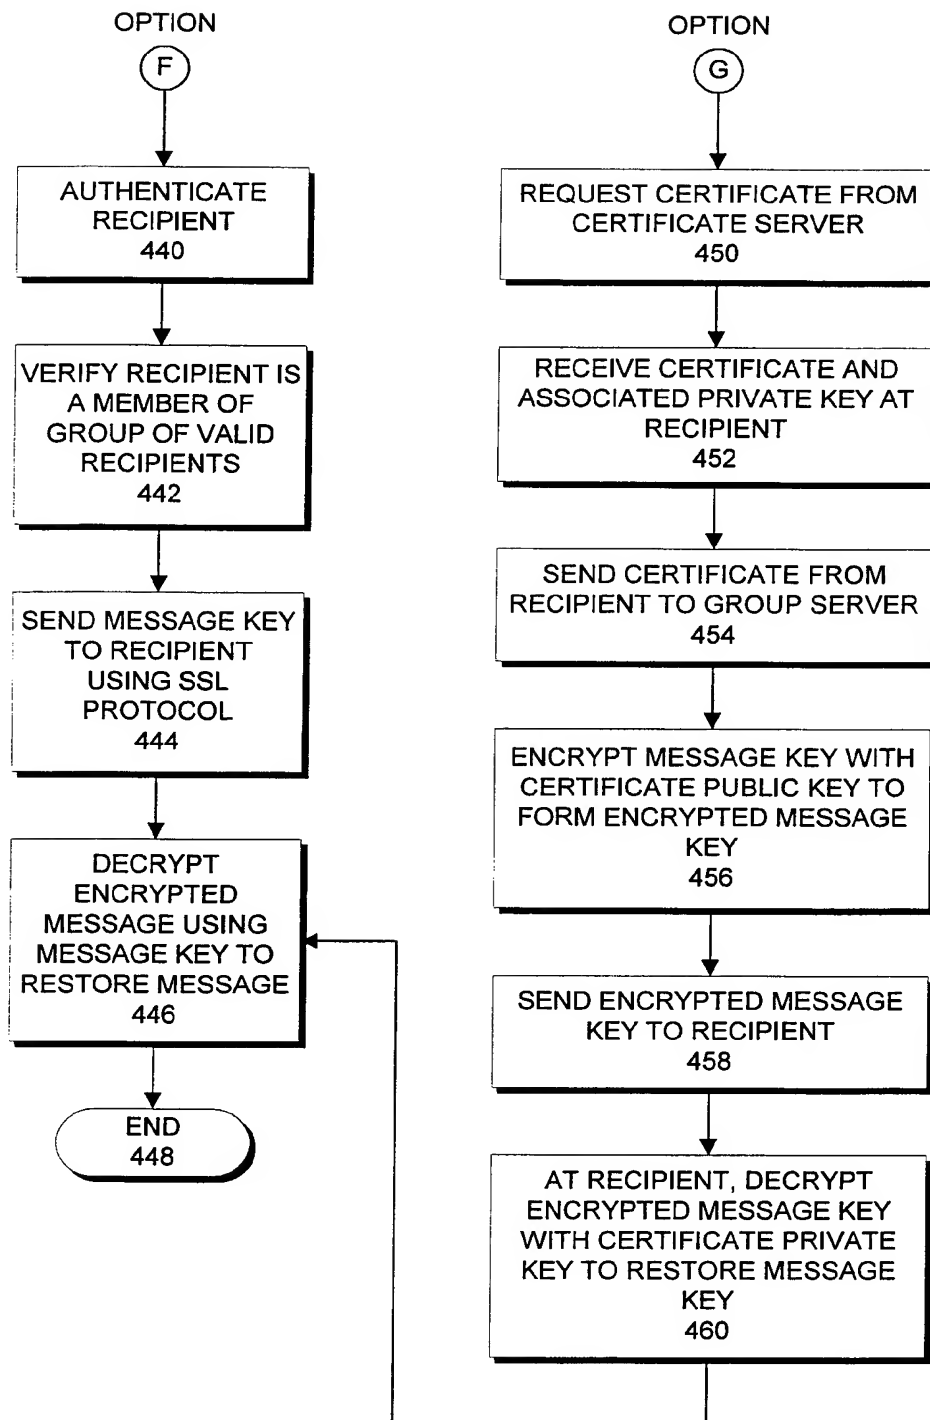 OPTION
F
AUTHENTICATE
RECIPIENT
440
VERIFY RECIPIENT IS
A MEMBER OF
GROUP OF VALID
RECIPIENTS
442
SEND MESSAGE KEY
TO RECIPIENT
USING SSL
PROTOCOL
444
DECRYPT
ENCRYPTED
MESSAGE USING
MESSAGE KEY TO
RESTORE MESSAGE
446
END
448
OPTION
G
REQUEST CERTIFICATE FROM
CERTIFICATE SERVER
450
RECEIVE CERTIFICATE AND
ASSOCIATED PRIVATE KEY AT
RECIPIENT
452
SEND CERTIFICATE FROM
RECIPIENT TO GROUP SERVER
454
ENCRYPT MESSAGE KEY WITH
CERTIFICATE PUBLIC KEY TO
FORM ENCRYPTED MESSAGE
KEY
456
SEND ENCRYPTED MESSAGE
KEY TO RECIPIENT
458
AT RECIPIENT, DECRYPT
ENCRYPTED MESSAGE KEY
WITH CERTIFICATE PRIVATE
KEY TO RESTORE MESSAGE
KEY
460